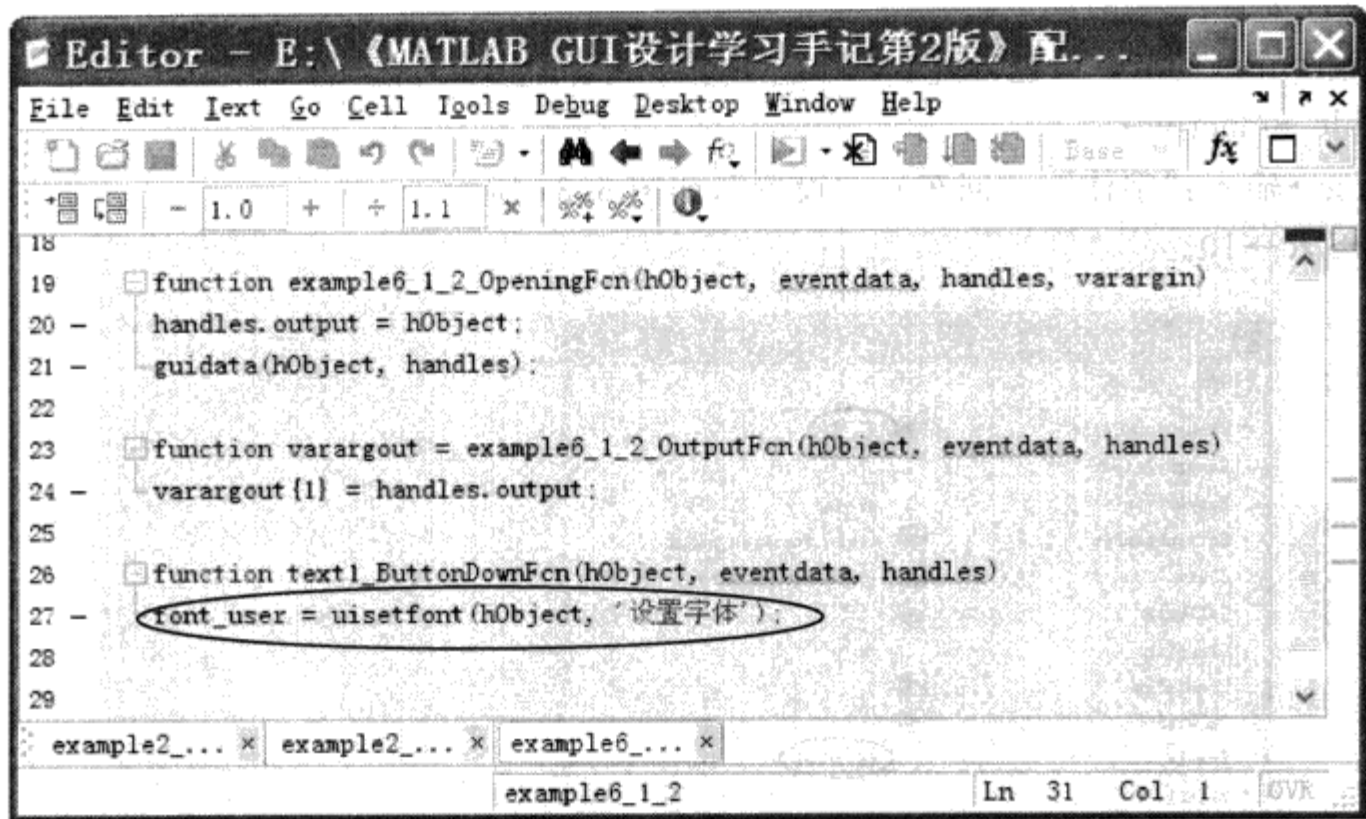 Editor - E:\《MATLAB GUI设计学习手记第2版》配...
File Edit Text Go Cell Tools Debug Desktop Window Help
Base fx
- 1.0 + ÷ 1.1 ×
18
19 function example6_1_2_OpeningFcn(hObject, eventdata, handles, varargin)
20 - handles.output = hObject;
21 - guidata(hObject, handles);
22
23 function varargout = example6_1_2_OutputFcn(hObject, eventdata, handles)
24 - varargout{1} = handles.output;
25
26 function text1_ButtonDownFcn(hObject, eventdata, handles)
27 - font_user = uisetfont(hObject, '设置字体');
28
29
example2_... × example2_... × example6_... ×
example6_1_2 Ln 31 Col 1 OVR